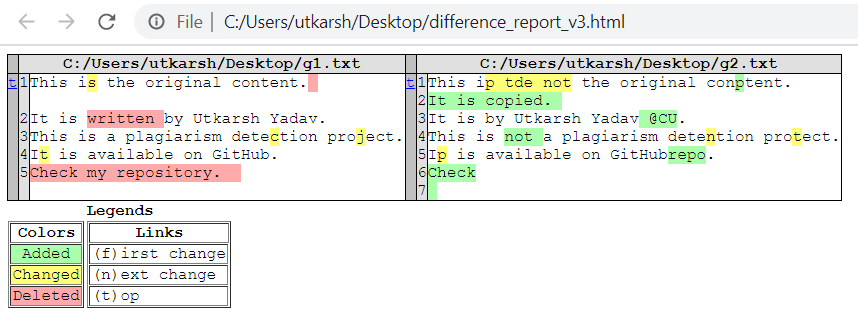 File | C:/Users/utkarsh/Desktop/difference_report_v3.html
C:/Users/utkarsh/Desktop/g1.txt C:/Users/utkarsh/Desktop/g2.txt
t 1 This is the original content. t 1 This ip tde not the original conptent.
2 It is copied.
2 It is written by Utkarsh Yadav. 3 It is by Utkarsh Yadav @CU.
3 This is a plagiarism detection project. 4 This is not a plagiarism detention protect.
4 It is available on GitHub. 5 Ip is available on GitHubrepo.
5 Check my repository. 6 Check
7
Legends
Colors Links
Added (f)irst change
Changed (n)ext change
Deleted (t)op